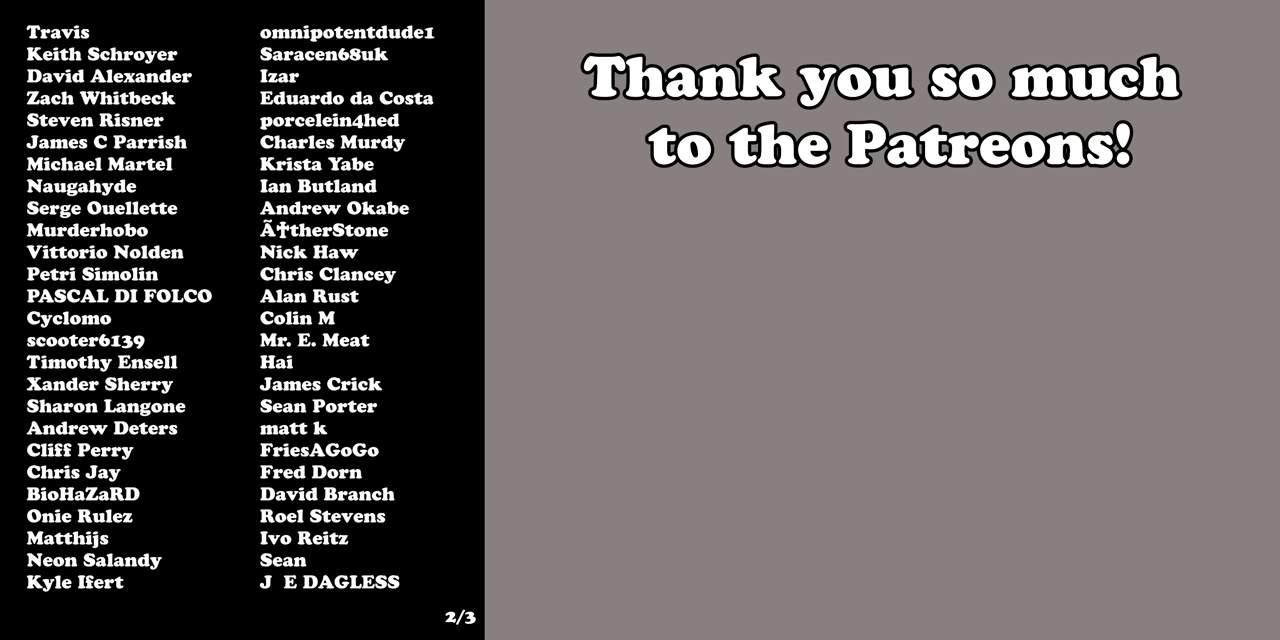 Travis
Keith Schroyer
David Alexander
Zach Whitbeck
Steven Risner
James C Parrish
Michael Martel
Naugahyde
Serge Ouellette
Murderhobo
Vittorio Nolden
Petri Simolin
PASCAL DI FOLCO
Cyclomo
scooter6139
Timothy Ensell
Xander Sherry
Sharon Langone
Andrew Deters
Cliff Perry
Chris Jay
BioHaZaRD
Onie Rulez
Matthijs
Neon Salandy
Kyle Ifert
omnipotentdude1
Saracen68uk
Izar
Eduardo da Costa
porcelein4hed
Charles Murdy
Krista Yabe
Ian Butland
Andrew Okabe
Ã†therStone
Nick Haw
Chris Clancey
Alan Rust
Colin M
Mr. E. Meat
Hai
James Crick
Sean Porter
matt k
FriesAGoGo
Fred Dorn
David Branch
Roel Stevens
Ivo Reitz
Sean
J  E DAGLESS
2/3
Thank you so much
to the Patreons!